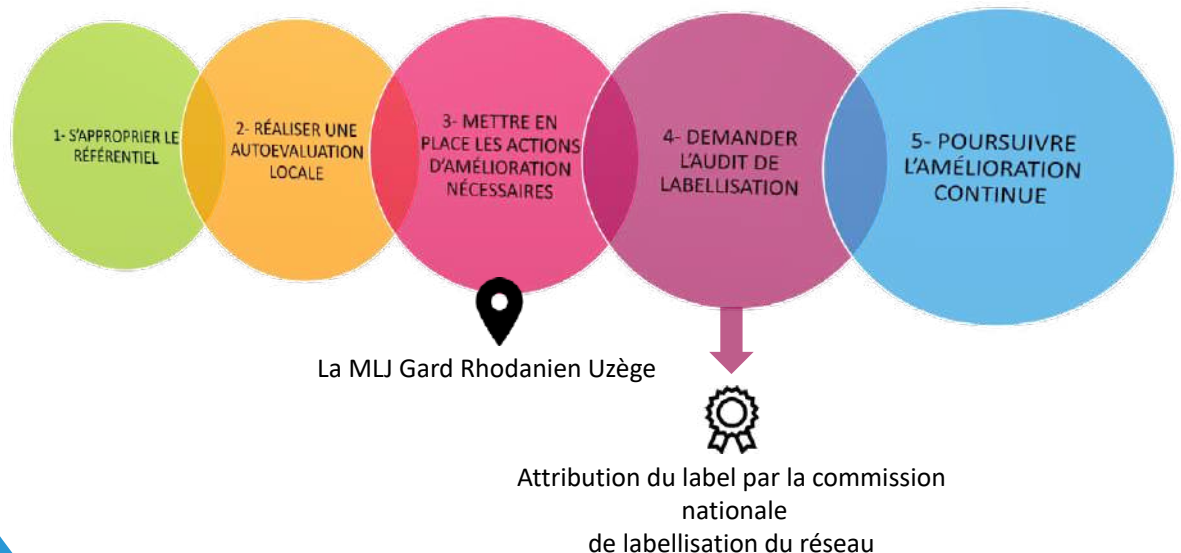 1- S'APPROPRIER LE
RÉFÉRENTIEL
2- RÉALISER UNE
AUTOEVALUATION
LOCALE
3- METTRE EN
PLACE LES ACTIONS
D'AMÉLIORATION
NÉCESSAIRES
4- DEMANDER
L'AUDIT DE
LABELLISATION
5- POURSUIVRE
L'AMÉLIORATION
CONTINUE
La MLJ Gard Rhodanien Uzège
Attribution du label par la commission
nationale
de labellisation du réseau